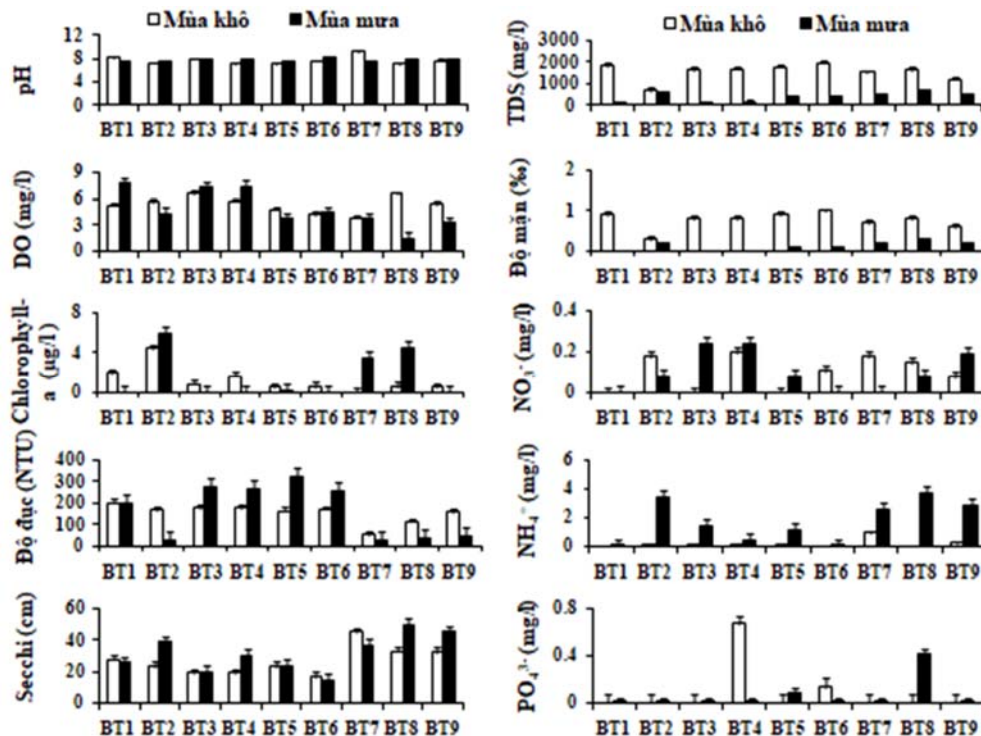 Mùa khô Mùa mưa
pH
12
8
4
0
BT1 BT2 BT3 BT4 BT5 BT6 BT7 BT8 BT9
DO (mg/l)
9
6
3
0
BT1 BT2 BT3 BT4 BT5 BT6 BT7 BT8 BT9
Chlorophyll-
a (µg/l)
8
4
0
BT1 BT2 BT3 BT4 BT5 BT6 BT7 BT8 BT9
Độ đục (NTU)
400
300
200
100
0
BT1 BT2 BT3 BT4 BT5 BT6 BT7 BT8 BT9
Secchi (cm)
60
40
20
0
BT1 BT2 BT3 BT4 BT5 BT6 BT7 BT8 BT9
Mùa khô Mùa mưa
TDS (mg/l)
3000
2000
1000
0
BT1 BT2 BT3 BT4 BT5 BT6 BT7 BT8 BT9
Độ mặn (‰)
2
1
0
BT1 BT2 BT3 BT4 BT5 BT6 BT7 BT8 BT9
NO₃⁻ (mg/l)
0.4
0.2
0
BT1 BT2 BT3 BT4 BT5 BT6 BT7 BT8 BT9
NH₄⁺ (mg/l)
6
4
2
0
BT1 BT2 BT3 BT4 BT5 BT6 BT7 BT8 BT9
PO₄³⁻ (mg/l)
0.8
0.4
0
BT1 BT2 BT3 BT4 BT5 BT6 BT7 BT8 BT9